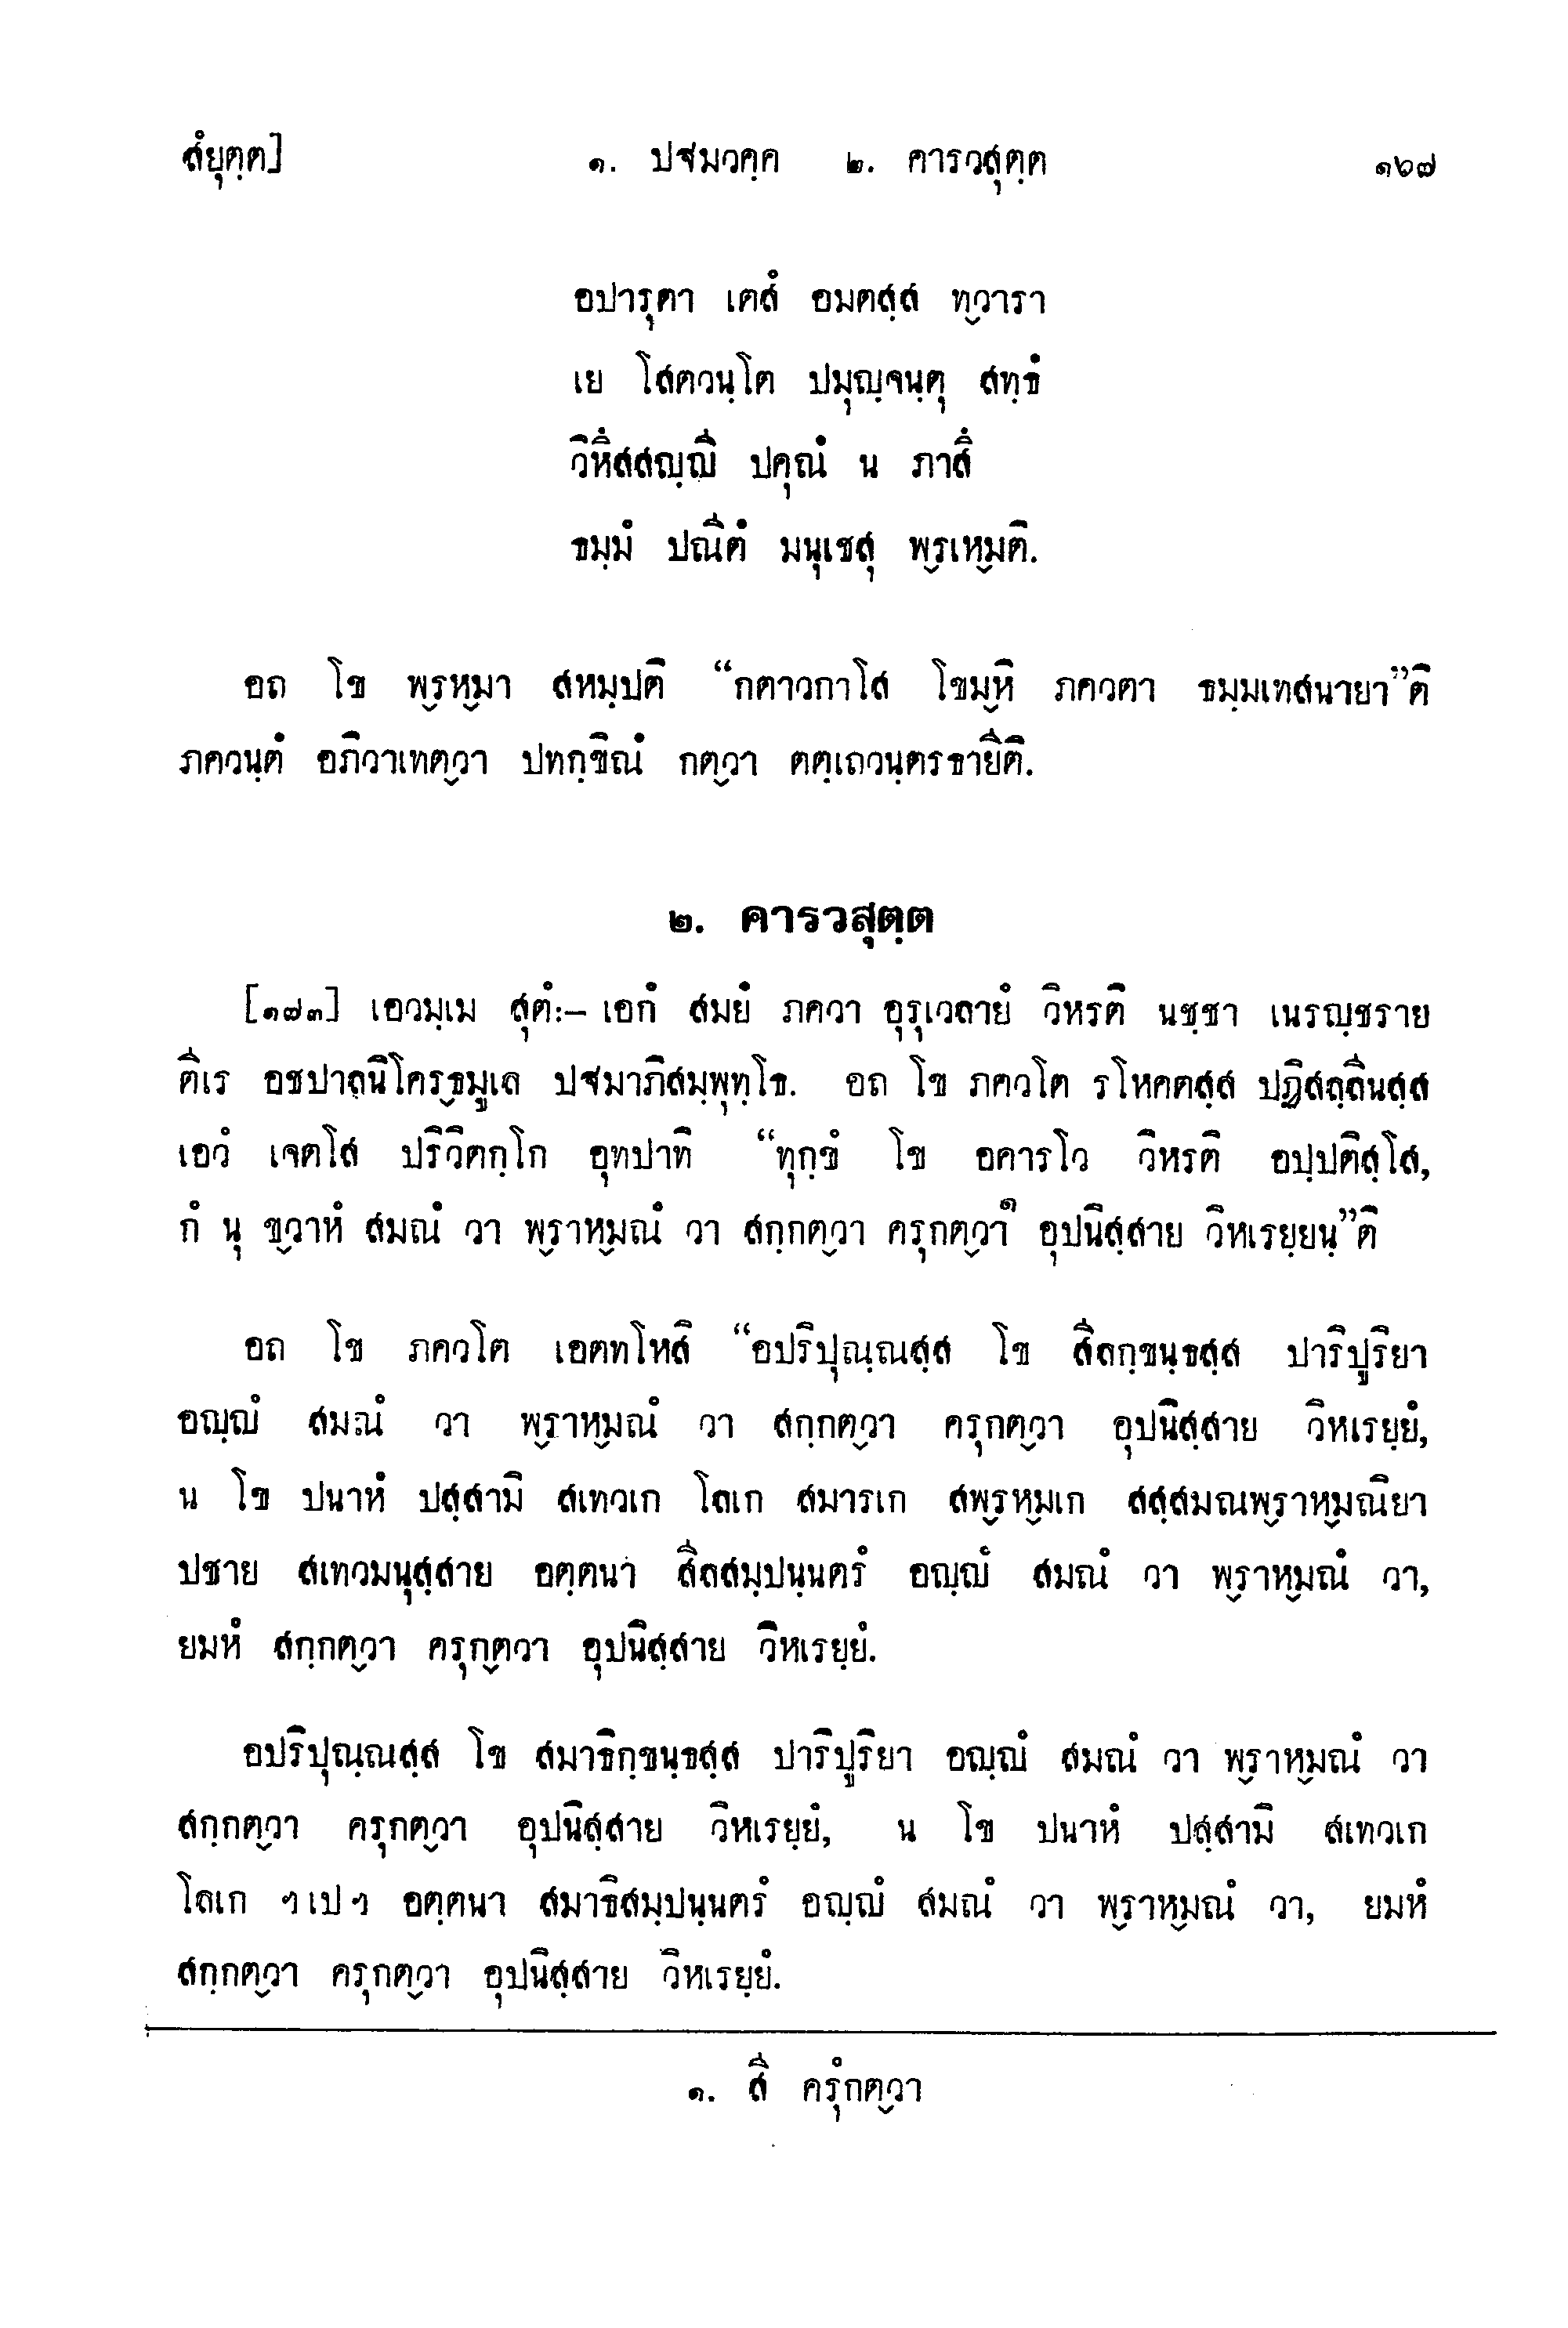 สํยุตฺต] ๑. ปฐมวคฺค ๒. คารวสุตฺต ๑๖๗
อปารุตา เตสํ อมตสฺส ทฺวารา
เย โสตวนฺโต ปมุญฺจนฺตุ สทฺธํ
วิหึสสญฺญี ปคุณํ น ภาสึ
ธมฺมํ ปณีตํ มนุเชสุ พฺรเหฺมติ.
อถ โข พฺรหฺมา สหมฺปติ “กตาวกาโส โขมฺหิ ภควตา ธมฺมเทสนายา”ติ
ภควนฺตํ อภิวาเทตฺวา ปทกฺขิณํ กตฺวา ตตฺเถวนฺตรธายีติ.
๒. คารวสุตฺต
[๑๗๓] เอวมฺเม สุตํ:– เอกํ สมยํ ภควา อุรุเวลายํ วิหรติ นชฺชา เนรญฺชราย
ตีเร อชปาลนิโคฺรธมูเล ปฐมาภิสมฺพุทฺโธ. อถ โข ภควโต รโหคตสฺส ปฏิสลฺลีนสฺส
เอวํ เจตโส ปริวิตกฺโก อุทปาทิ “ทุกฺขํ โข อคารโว วิหรติ อปฺปติสฺโส,
กํ นุ ขฺวาหํ สมณํ วา พฺราหฺมณํ วา สกฺกตฺวา ครุกตฺวา๑ อุปนิสฺสาย วิหเรยฺยนฺ”ติ
อถ โข ภควโต เอตทโหสิ “อปริปุณฺณสฺส โข สีลกฺขนฺธสฺส ปาริปูริยา
อญฺญํ สมณํ วา พฺราหฺมณํ วา สกฺกตฺวา ครุกตฺวา อุปนิสฺสาย วิหเรยฺยํ,
น โข ปนาหํ ปสฺสามิ สเทวเก โลเก สมารเก สพฺรหฺมเก สสฺสมณพฺราหฺมณิยา
ปชาย สเทวมนุสฺสาย อตฺตนา สีลสมฺปนฺนตรํ อญฺญํ สมณํ วา พฺราหฺมณํ วา,
ยมหํ สกฺกตฺวา ครุกฺตวา อุปนิสฺสาย วิหเรยฺยํ.
อปริปุณฺณสฺส โข สมาธิกฺขนฺธสฺส ปาริปูริยา อญฺญํ สมณํ วา พฺราหฺมณํ วา
สกฺกตฺวา ครุกตฺวา อุปนิสฺสาย วิหเรยฺยํ, น โข ปนาหํ ปสฺสามิ สเทวเก
โลเก ฯเปฯ อตฺตนา สมาธิสมฺปนฺนตรํ อญฺญํ สมณํ วา พฺราหฺมณํ วา, ยมหํ
สกฺกตฺวา ครุกตฺวา อุปนิสฺสาย วิหเรยฺยํ.
๑. สี ครุํกตฺวา